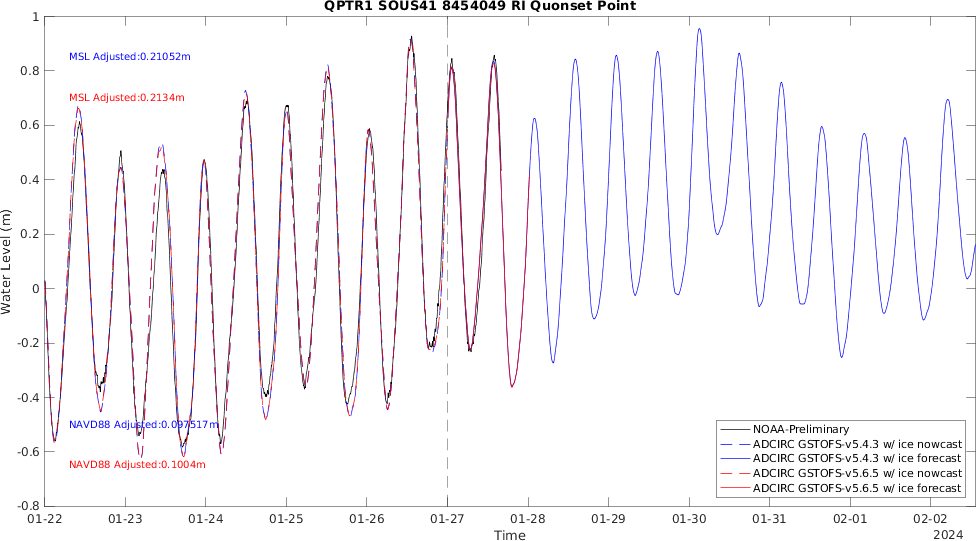 QPTR1 SOUS41 8454049 RI Quonset Point
Water Level (m)
1
0.8
0.6
0.4
0.2
0
-0.2
-0.4
-0.6
-0.8
MSL Adjusted:0.21052m
MSL Adjusted:0.2134m
NAVD88 Adjusted:0.097517m
NAVD88 Adjusted:0.1004m
NOAA-Preliminary
ADCIRC GSTOFS-v5.4.3 w/ ice nowcast
ADCIRC GSTOFS-v5.4.3 w/ ice forecast
ADCIRC GSTOFS-v5.6.5 w/ ice nowcast
ADCIRC GSTOFS-v5.6.5 w/ ice forecast
01-22 01-23 01-24 01-25 01-26 01-27 01-28 01-29 01-30 01-31 02-01 02-02
Time
2024